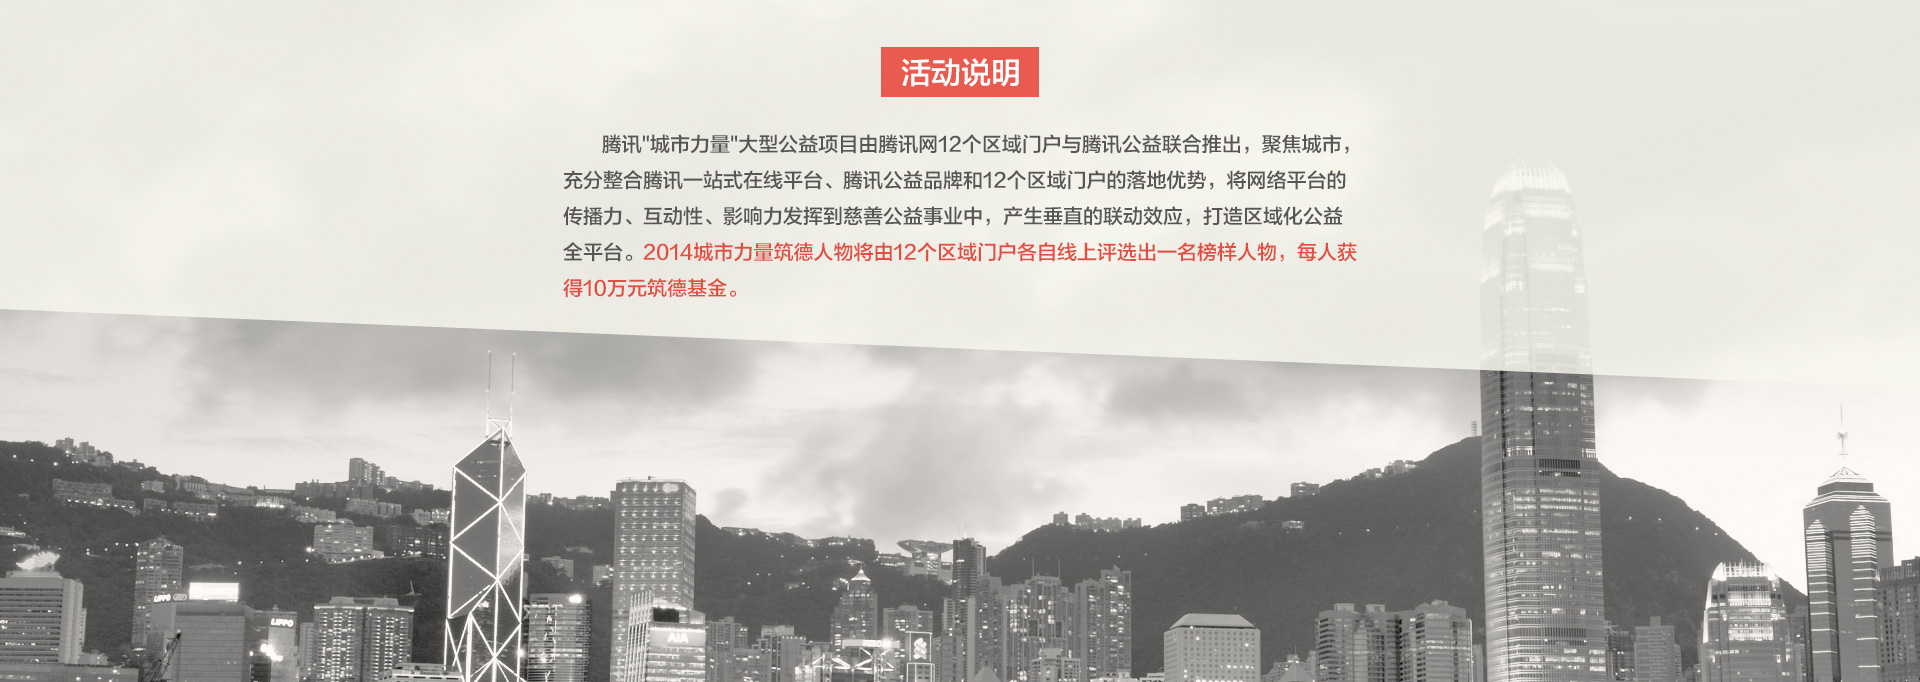 活动说明
腾讯"城市力量"大型公益项目由腾讯网12个区域门户与腾讯公益联合推出，聚焦城市，
充分整合腾讯一站式在线平台、腾讯公益品牌和12个区域门户的落地优势，将网络平台的
传播力、互动性、影响力发挥到慈善公益事业中，产生垂直的联动效应，打造区域化公益
全平台。2014城市力量筑德人物将由12个区域门户各自线上评选出一名榜样人物，每人获
得10万元筑德基金。
LIPPO
LIPPO
AIA